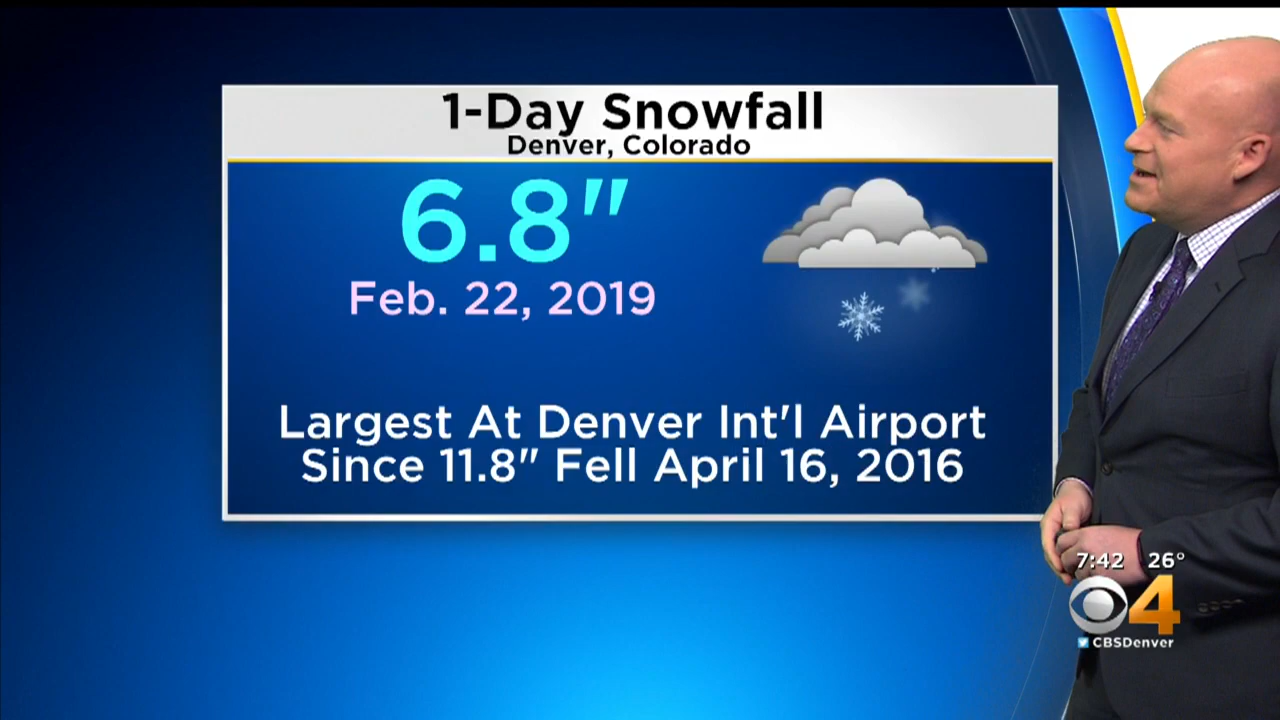 1-Day Snowfall
Denver, Colorado
6.8"
Feb. 22, 2019
Largest At Denver Int'l Airport
Since 11.8" Fell April 16, 2016
7:42 26°
4
CBSDenver